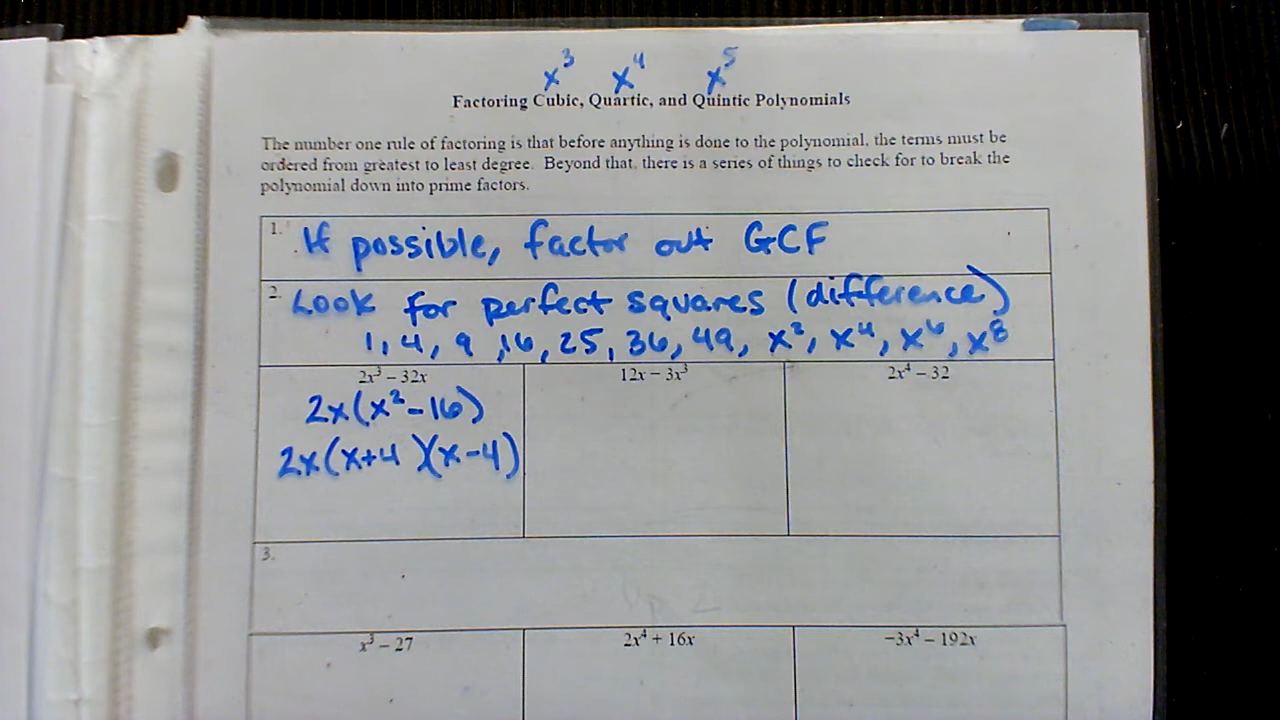 x³ x⁴ x⁵
Factoring Cubic, Quartic, and Quintic Polynomials
The number one rule of factoring is that before anything is done to the polynomial, the terms must be
ordered from greatest to least degree. Beyond that, there is a series of things to check for to break the
polynomial down into prime factors.
1. If possible, factor out GCF
2. Look for perfect squares (difference)
1, 4, 9, 16, 25, 36, 49, x², x⁴, x⁶, x⁸
2x³ – 32x 12x – 3x³ 2x⁴ – 32
2x(x²-16)
2x(x+4)(x-4)
3.
x³ – 27 2x⁴ + 16x –3x⁴ – 192x